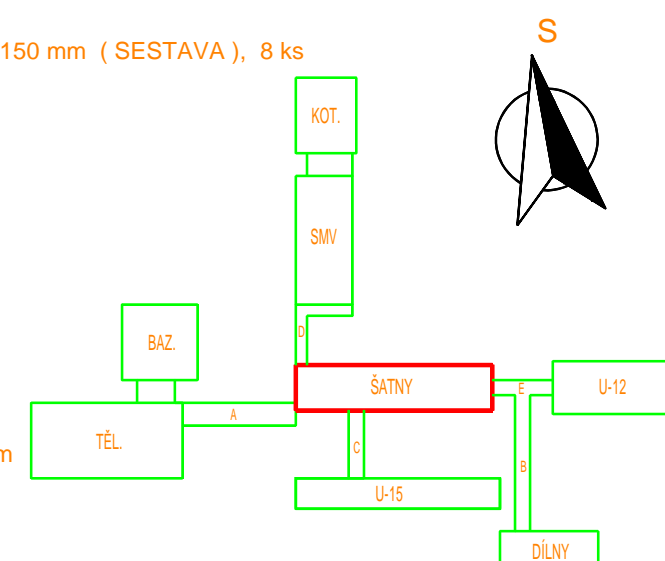 S
150 mm ( SESTAVA ), 8 ks
KOT.
SMV
D
BAZ.
ŠATNY
E
U-12
A
TĚL.
m
C
B
U-15
DÍLNY